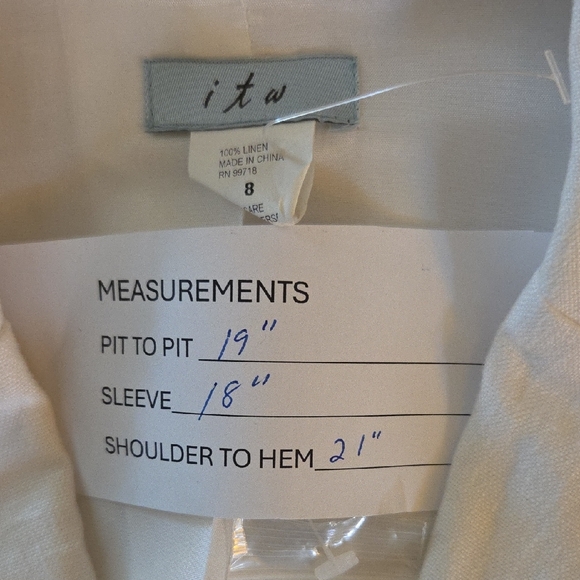 itw
100% LINEN
MADE IN CHINA
RN 99718
8
MEASUREMENTS
PIT TO PIT 19"
SLEEVE 18"
SHOULDER TO HEM 21"